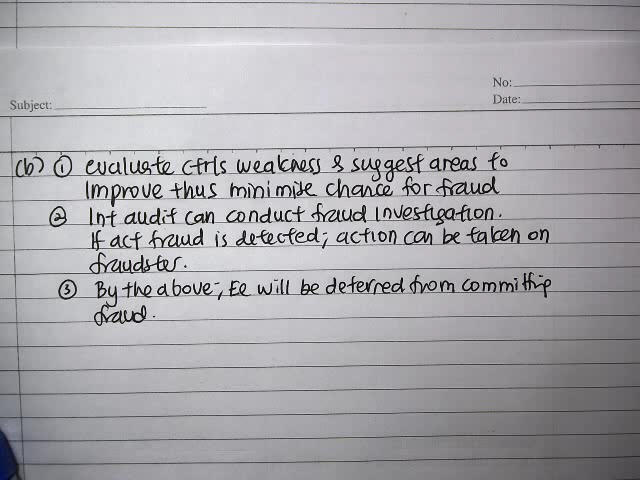 No:
Subject:
Date:
(b) ① evaluate ctrls weakness & suggest areas to
improve thus minimise chance for fraud
② Int audit can conduct fraud investigation.
If act fraud is detected; action can be taken on
fraudster.
③ By the above;, Ee will be deterred from committing
fraud.